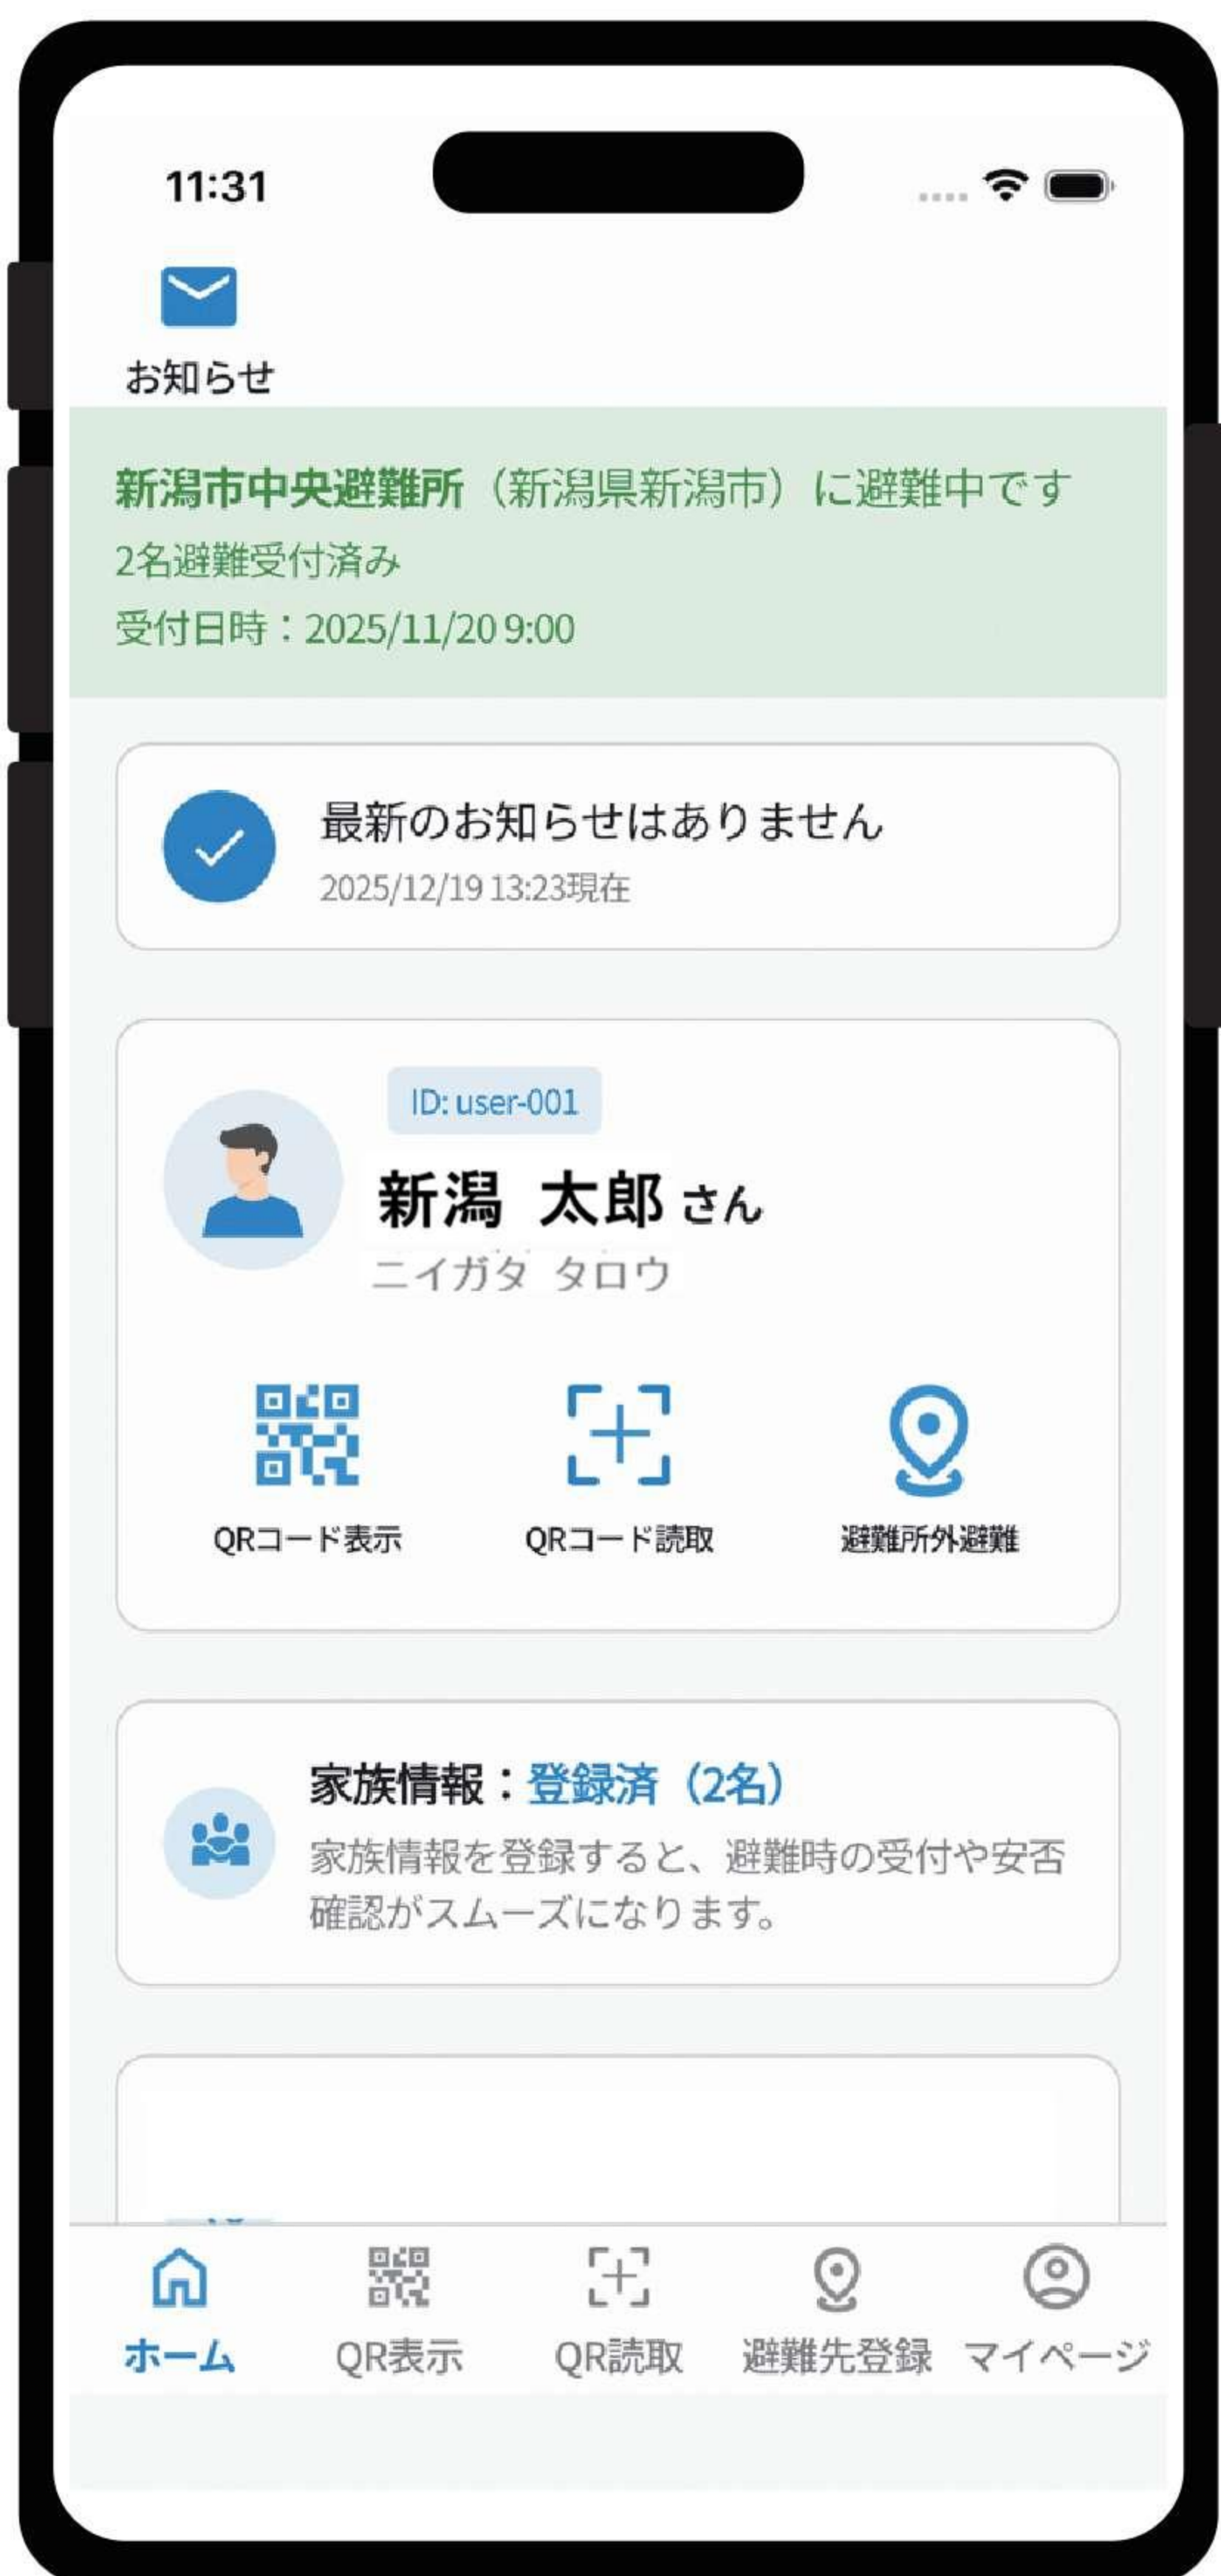 11:31
お知らせ
新潟市中央避難所（新潟県新潟市）に避難中です
2名避難受付済み
受付日時：2025/11/20 9:00
最新のお知らせはありません
2025/12/19 13:23現在
ID: user-001
新潟 太郎 さん
ニイガタ タロウ
QRコード表示 QRコード読取 避難所外避難
家族情報：登録済（2名）
家族情報を登録すると、避難時の受付や安否
確認がスムーズになります。
ホーム QR表示 QR読取 避難先登録 マイページ